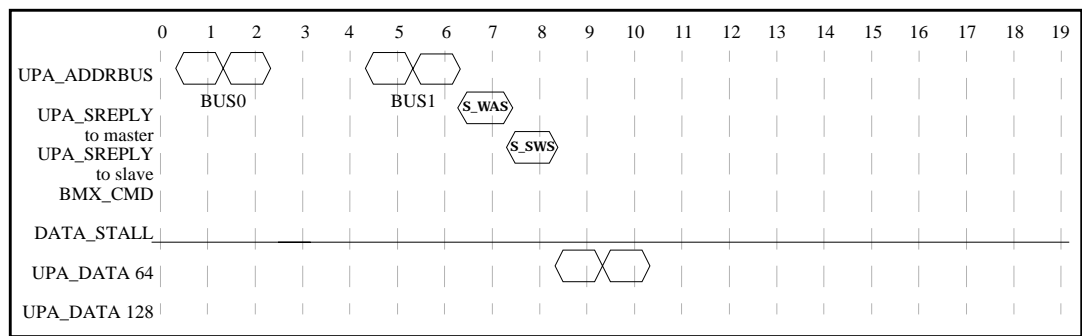 0 1 2 3 4 5 6 7 8 9 10 11 12 13 14 15 16 17 18 19
UPA_ADDRBUS
BUS0 BUS1
UPA_SREPLY
to master
S_WAS
UPA_SREPLY
to slave
S_SWS
BMX_CMD
DATA_STALL
UPA_DATA 64
UPA_DATA 128